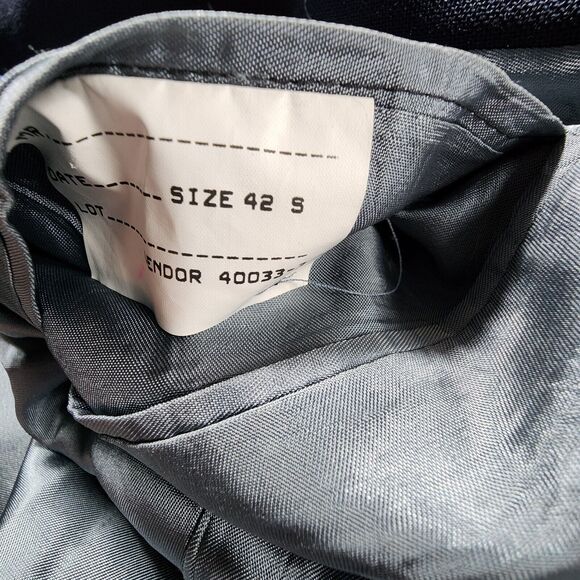 DATE SIZE 42 S
LOT
ENDOR 40033